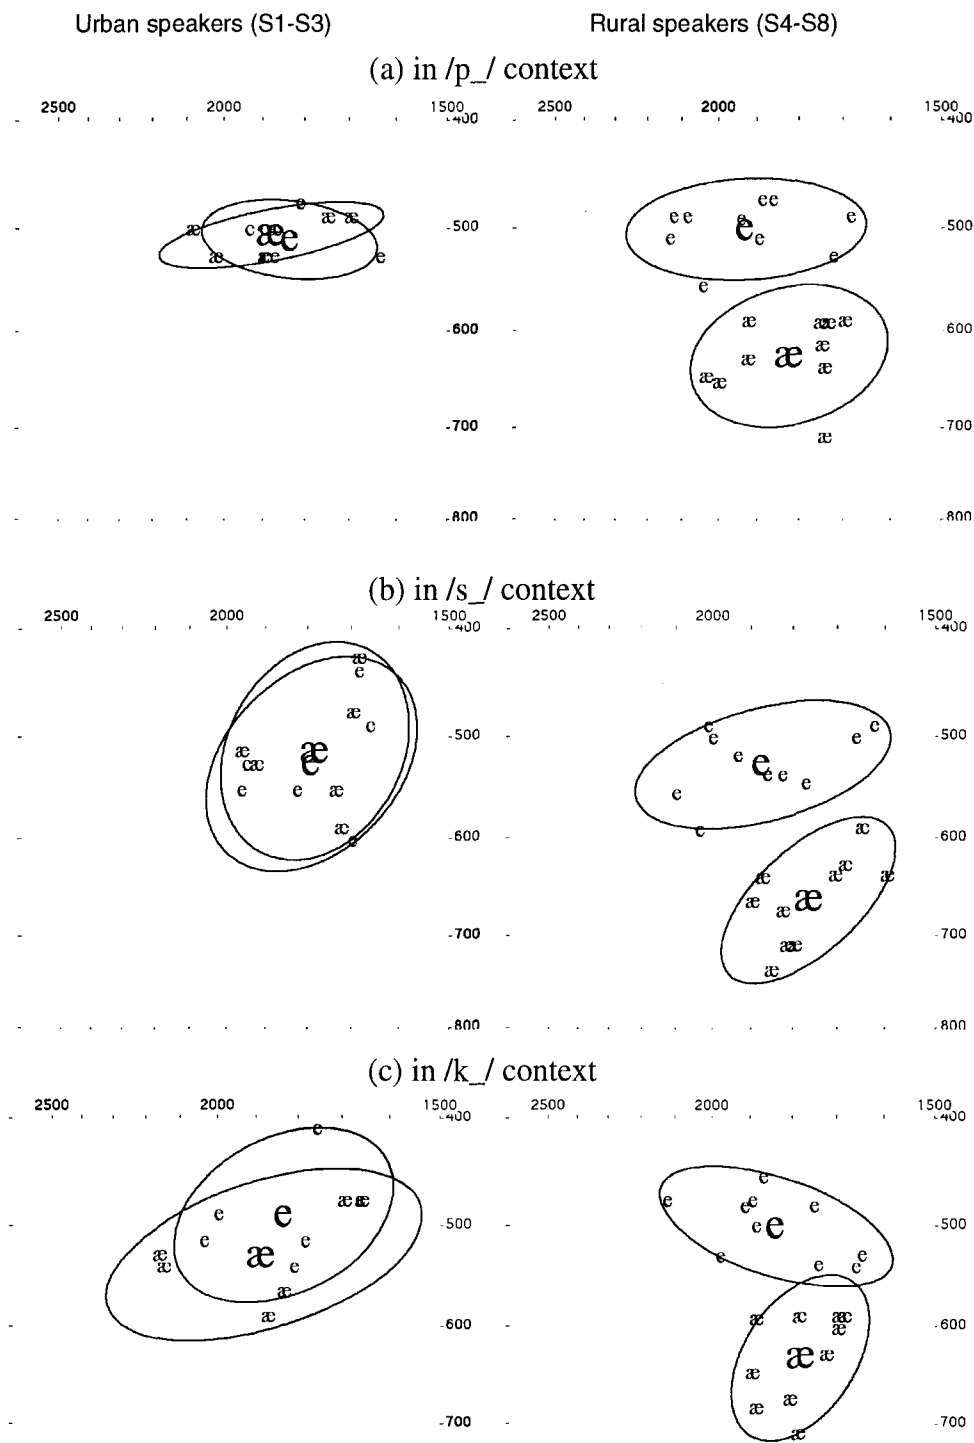 Urban speakers (S1-S3) Rural speakers (S4-S8)
(a) in /p_/ context
2500 2000 1500 2500 2000 1500
400 400
e e e
æ æ æ e e e e e
æ e c æ e
500 500
æ æ e e e e
e
600 æ æ æ æ 600
æ
æ æ
æ æ æ
700 æ 700
800 800
(b) in /s_/ context
2500 2000 1500 2500 2000 1500
400 400
æ
e
æ e e e
500 e e 500
æ æ e
e æ e e e e e
e e æ e
æ
600 e e æ 600
æ
æ æ æ
æ æ æ
700 æ æ 700
æ
800 800
(c) in /k_/ context
2500 2000 1500 2500 2000 1500
400 400
e
e
æ e e e e
e e
500 e e 500
e e
æ æ e e
æ e e e
æ
æ
600 æ æ æ æ 600
æ
æ æ
æ
æ æ
700 æ 700